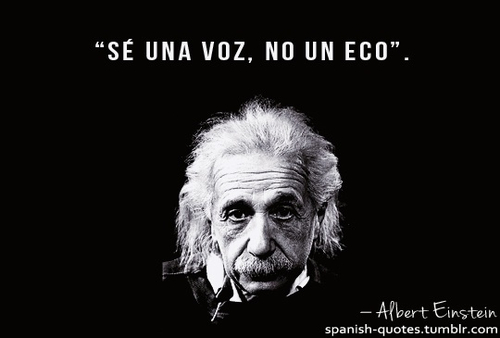 “SÉ UNA VOZ, NO UN ECO”.
– Albert Einstein
spanish-quotes.tumblr.com